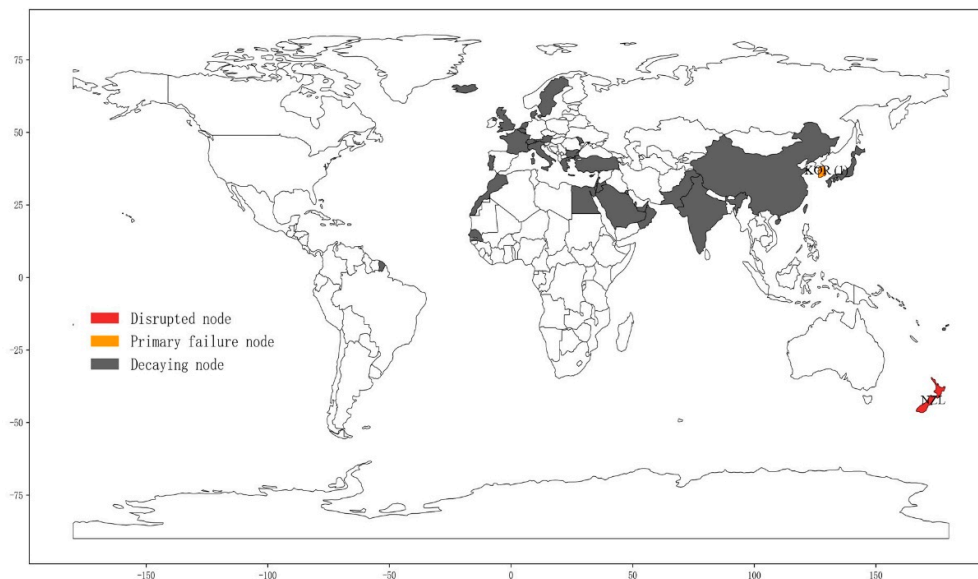 75
50
25
0
-25
-50
-75
KOR(1)
NZL
Disrupted node
Primary failure node
Decaying node
-150
-100
-50
0
50
100
150